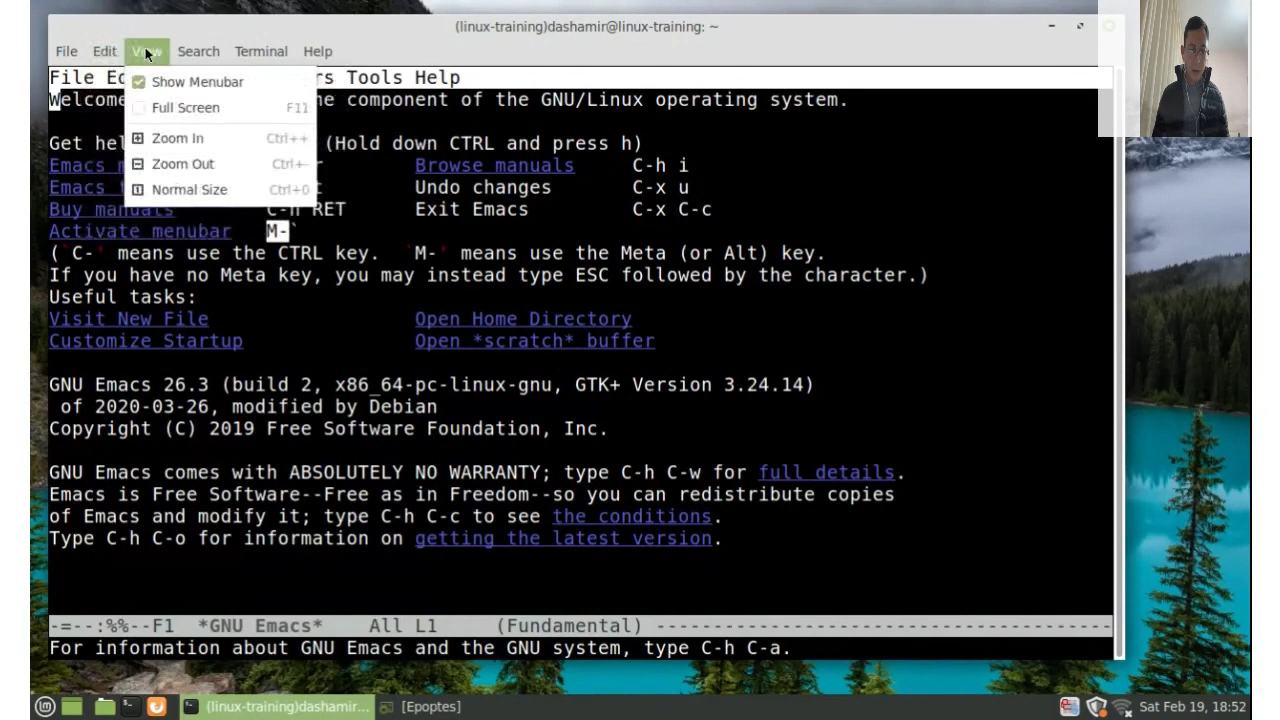 (linux-training)dashamir@linux-training: ~
File Edit View Search Terminal Help
Show Menubar
Full Screen F11
Zoom In Ctrl++
Zoom Out Ctrl+-
Normal Size Ctrl+0
File Tools Help
component of the GNU/Linux operating system.
(Hold down CTRL and press h)
Emacs Browse manuals C-h i
Emacs Undo changes C-x u
Buy manuals C-h RET Exit Emacs C-x C-c
Activate menubar M-`
(`C-' means use the CTRL key. `M-' means use the Meta (or Alt) key.
If you have no Meta key, you may instead type ESC followed by the character.)
Useful tasks:
Visit New File Open Home Directory
Customize Startup Open *scratch* buffer
GNU Emacs 26.3 (build 2, x86_64-pc-linux-gnu, GTK+ Version 3.24.14)
of 2020-03-26, modified by Debian
Copyright (C) 2019 Free Software Foundation, Inc.
GNU Emacs comes with ABSOLUTELY NO WARRANTY; type C-h C-w for full details.
Emacs is Free Software--Free as in Freedom--so you can redistribute copies
of Emacs and modify it; type C-h C-c to see the conditions.
Type C-h C-o for information on getting the latest version.
-=--:%%--F1 *GNU Emacs* All L1 (Fundamental) ----------------------------------------
For information about GNU Emacs and the GNU system, type C-h C-a.
(linux-training)dashamir... [Epoptes] Sat Feb 19, 18:52